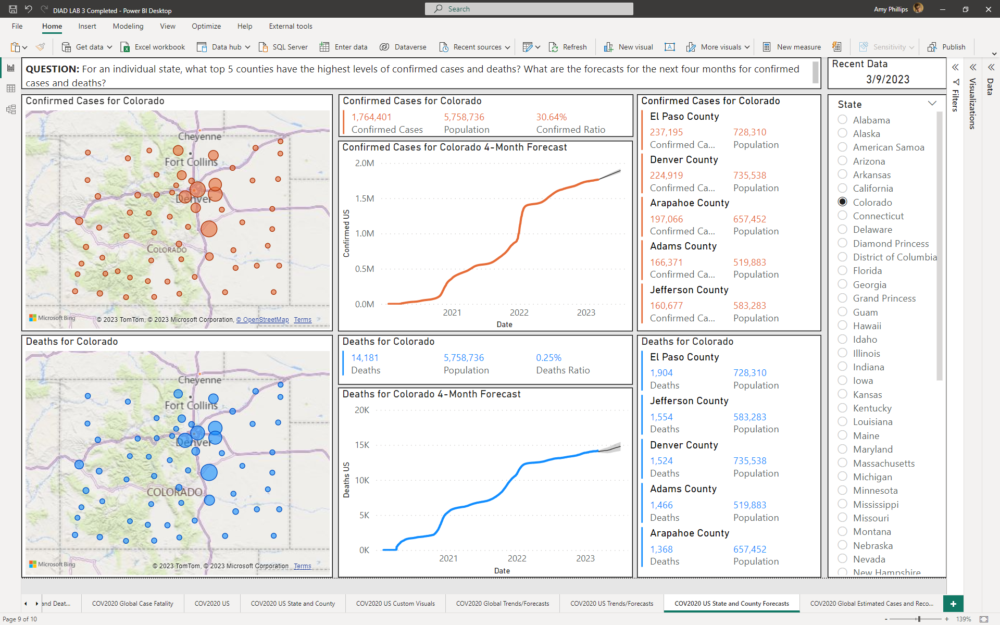 DIAD LAB 3 Completed - Power BI Desktop
Search
Amy Phillips
File Home Insert Modeling View Optimize Help External tools
Get data Excel workbook Data hub SQL Server Enter data Dataverse Recent sources Refresh New visual More visuals New measure Sensitivity Publish
QUESTION: For an individual state, what top 5 counties have the highest levels of confirmed cases and deaths? What are the forecasts for the next four months for confirmed
cases and deaths?
Recent Data
3/9/2023
Filters
Visualizations
Data
Confirmed Cases for Colorado
Cheyenne
Fort Collins
Denver
COLORADO
Microsoft Bing
© 2023 TomTom, © 2023 Microsoft Corporation, © OpenStreetMap Terms
Confirmed Cases for Colorado
1,764,401 5,758,736 30.64%
Confirmed Cases Population Confirmed Ratio
Confirmed Cases for Colorado 4-Month Forecast
Confirmed US
2.0M
1.5M
1.0M
0.5M
0.0M
2021 2022 2023
Date
Confirmed Cases for Colorado
El Paso County
237,195 728,310
Confirmed Ca... Population
Denver County
224,919 735,538
Confirmed Ca... Population
Arapahoe County
197,066 657,452
Confirmed Ca... Population
Adams County
166,371 519,883
Confirmed Ca... Population
Jefferson County
160,677 583,283
Confirmed Ca... Population
Deaths for Colorado
Cheyenne
Fort Collins
Denver
COLORADO
Microsoft Bing
© 2023 TomTom, © 2023 Microsoft Corporation Terms
Deaths for Colorado
14,181 5,758,736 0.25%
Deaths Population Deaths Ratio
Deaths for Colorado 4-Month Forecast
Deaths US
20K
15K
10K
5K
0K
2021 2022 2023
Date
Deaths for Colorado
El Paso County
1,904 728,310
Deaths Population
Jefferson County
1,554 583,283
Deaths Population
Denver County
1,524 735,538
Deaths Population
Adams County
1,466 519,883
Deaths Population
Arapahoe County
1,368 657,452
Deaths Population
State
Alabama
Alaska
American Samoa
Arizona
Arkansas
California
Colorado
Connecticut
Delaware
Diamond Princess
District of Columbia
Florida
Georgia
Grand Princess
Guam
Hawaii
Idaho
Illinois
Indiana
Iowa
Kansas
Kentucky
Louisiana
Maine
Maryland
Massachusetts
Michigan
Minnesota
Mississippi
Missouri
Montana
Nebraska
Nevada
New Hampshire
and Deat... COV2020 Global Case Fatality COV2020 US COV2020 US State and County COV2020 US Custom Visuals COV2020 Global Trends/Forecasts COV2020 US Trends/Forecasts COV2020 US State and County Forecasts COV2020 Global Estimated Cases and Reco...
Page 9 of 10
139%